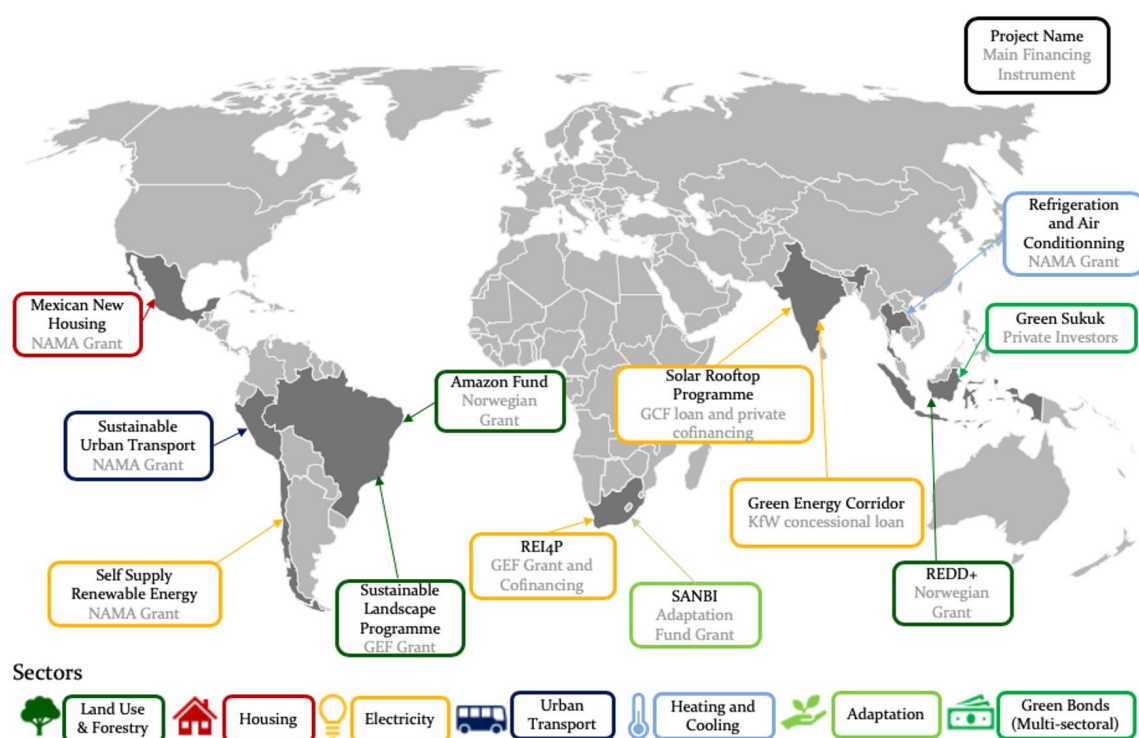 Project Name
Main Financing
Instrument
Refrigeration
and Air
Conditionning
NAMA Grant
Mexican New
Housing
NAMA Grant
Green Sukuk
Private Investors
Amazon Fund
Norwegian
Grant
Solar Rooftop
Programme
GCF loan and private
cofinancing
Sustainable
Urban Transport
NAMA Grant
Green Energy Corridor
KfW concessional loan
REI4P
GEF Grant and
Cofinancing
Self Supply
Renewable Energy
NAMA Grant
Sustainable
Landscape
Programme
GEF Grant
SANBI
Adaptation
Fund Grant
REDD+
Norwegian
Grant
Sectors
Land Use
& Forestry
Housing
Electricity
Urban
Transport
Heating and
Cooling
Adaptation
Green Bonds
(Multi-sectoral)